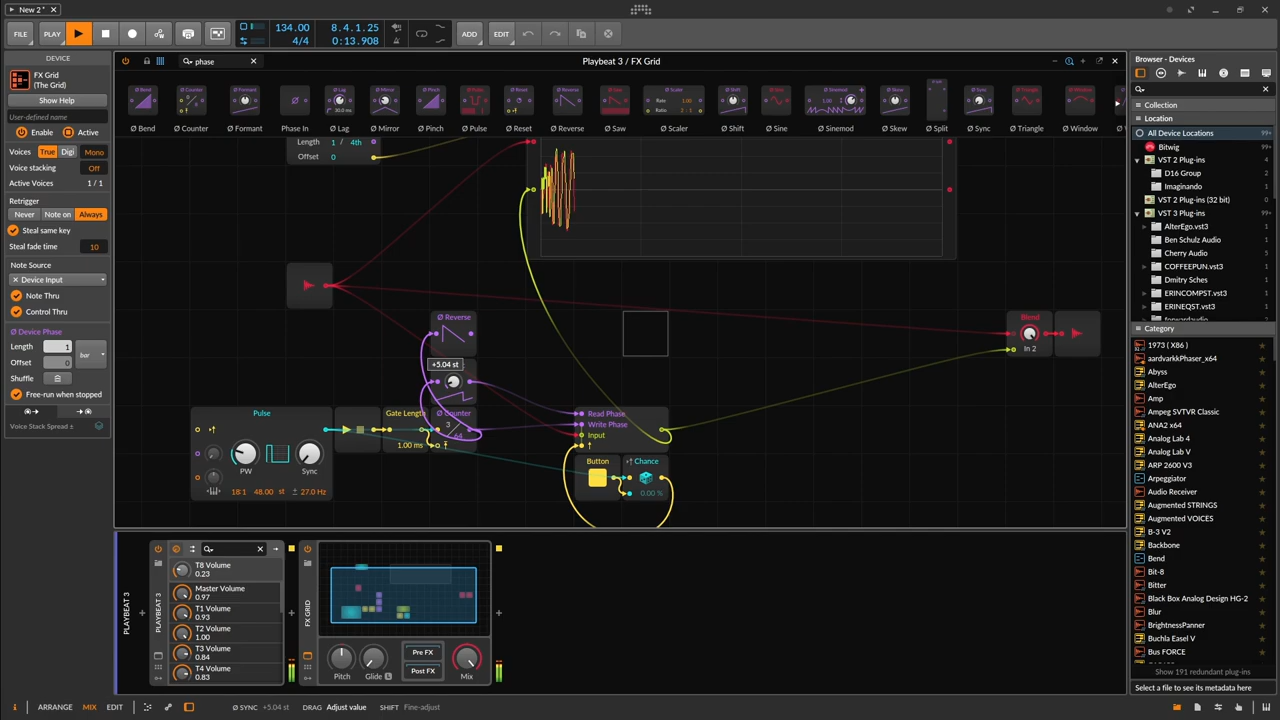 New 2 *
FILE
PLAY
134.00
4/4
8.4.1.25
0:13.908
ADD
EDIT
DEVICE
FX Grid
(The Grid)
Show Help
User-defined name
Enable
Active
Voices
True
Digi
Mono
Voice stacking
Off
Active Voices
1 / 1
Retrigger
Never
Note on
Always
Steal same key
Steal fade time
10
Note Source
× Device Input
Note Thru
Control Thru
Ø Device Phase
Length
1
bar
Offset
0
Shuffle
Free-run when stopped
Voice Stack Spread ±
phase
Playbeat 3 / FX Grid
Ø Bend
Ø Counter
Ø Formant
Phase In
Ø Lag
Ø Mirror
Ø Pinch
Ø Pulse
Ø Reset
Ø Reverse
Ø Saw
Ø Scaler
Ø Shift
Ø Sine
Ø Sinemod
Ø Skew
Ø Split
Ø Sync
Ø Triangle
Ø Window
Length 1 / 4th
Offset 0
Ø Reverse
+5.04 st
Pulse
PW
Sync
18:1 48.00 st ± 27.0 Hz
Gate Length
1.00 ms
Ø Counter
3
64
Read Phase
Write Phase
Input
Button
Chance
0.00 %
Blend
In 2
PLAYBEAT 3
PLAYBEAT 3
T8 Volume
0.23
Master Volume
0.97
T1 Volume
0.93
T2 Volume
1.00
T3 Volume
0.84
T4 Volume
0.83
FX GRID
Pitch
Glide
L
Pre FX
Post FX
Mix
Browser - Devices
Collection
Location
All Device Locations 99+
Bitwig 99+
VST 2 Plug-ins 4
D16 Group 2
Imaginando 2
VST 2 Plug-ins (32 bit) 0
VST 3 Plug-ins 99+
AlterEgo.vst3
Ben Schulz Audio
Cherry Audio
COFFEEPUN.vst3
Dmitry Sches
ERINCOMPST.vst3
ERINEQST.vst3
Category
1973 ( X86 )
aardvarkkPhaser_x64
Abyss
AlterEgo
Amp
Ampeg SVTVR Classic
ANA2 x64
Analog Lab 4
Analog Lab V
ARP 2600 V3
Arpeggiator
Audio Receiver
Augmented STRINGS
Augmented VOICES
B-3 V2
Backbone
Bend
Bit-8
Bitter
Black Box Analog Design HG-2
Blur
BrightnessPanner
Buchla Easel V
Bus FORCE
Show 191 redundant plug-ins
Select a file to see its metadata here
ARRANGE
MIX
EDIT
Ø SYNC +5.04 st
DRAG Adjust value
SHIFT Fine-adjust